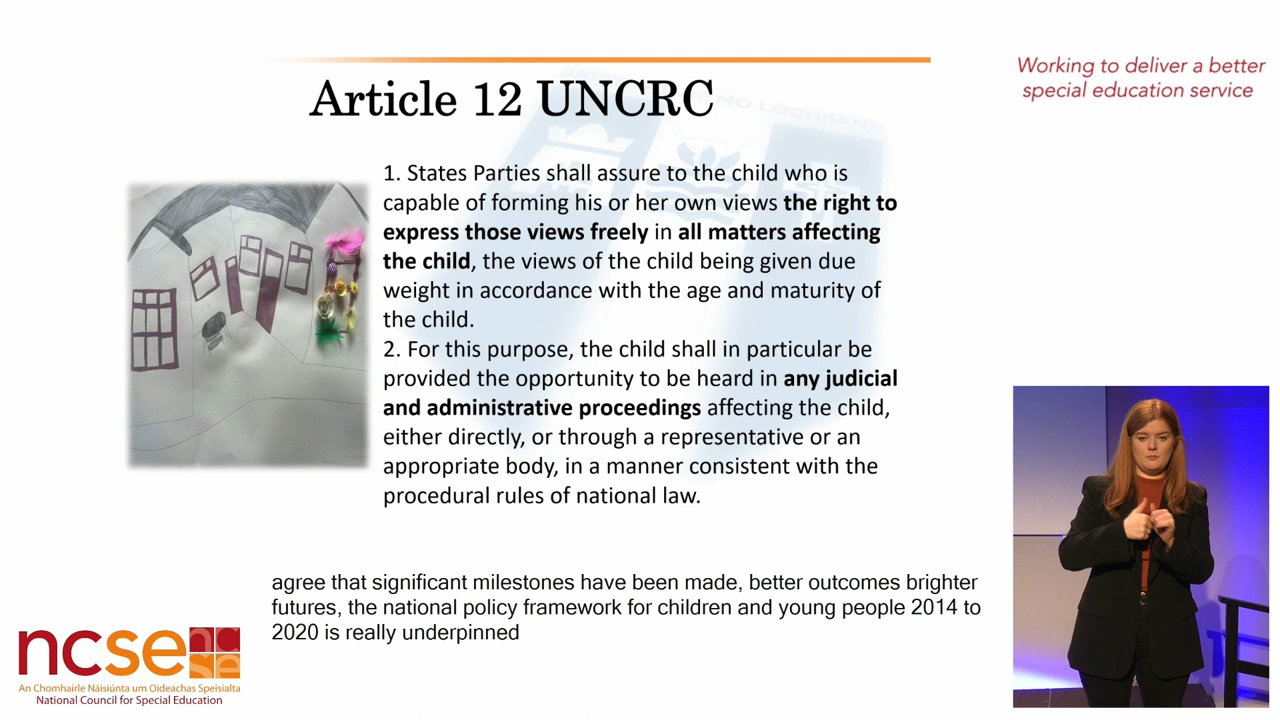 Working to deliver a better
special education service
Article 12 UNCRC
1. States Parties shall assure to the child who is
capable of forming his or her own views the right to
express those views freely in all matters affecting
the child, the views of the child being given due
weight in accordance with the age and maturity of
the child.
2. For this purpose, the child shall in particular be
provided the opportunity to be heard in any judicial
and administrative proceedings affecting the child,
either directly, or through a representative or an
appropriate body, in a manner consistent with the
procedural rules of national law.
agree that significant milestones have been made, better outcomes brighter
futures, the national policy framework for children and young people 2014 to
2020 is really underpinned
ncse
nc
se
An Chomhairle Náisiúnta um Oideachas Speisialta
National Council for Special Education